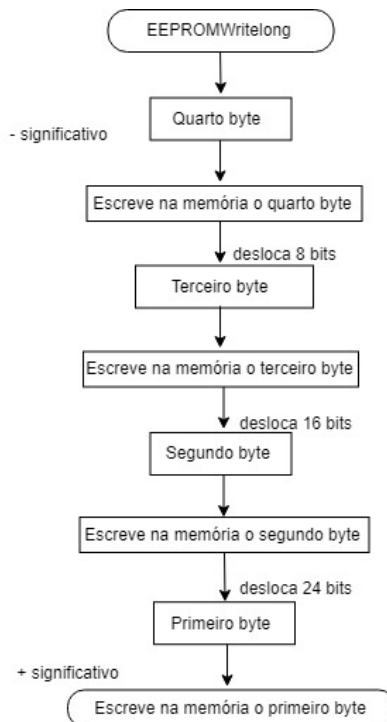 EEPROMWritelong
Quarto byte
- significativo
Escreve na memória o quarto byte
desloca 8 bits
Terceiro byte
Escreve na memória o terceiro byte
desloca 16 bits
Segundo byte
Escreve na memória o segundo byte
desloca 24 bits
Primeiro byte
+ significativo
Escreve na memória o primeiro byte